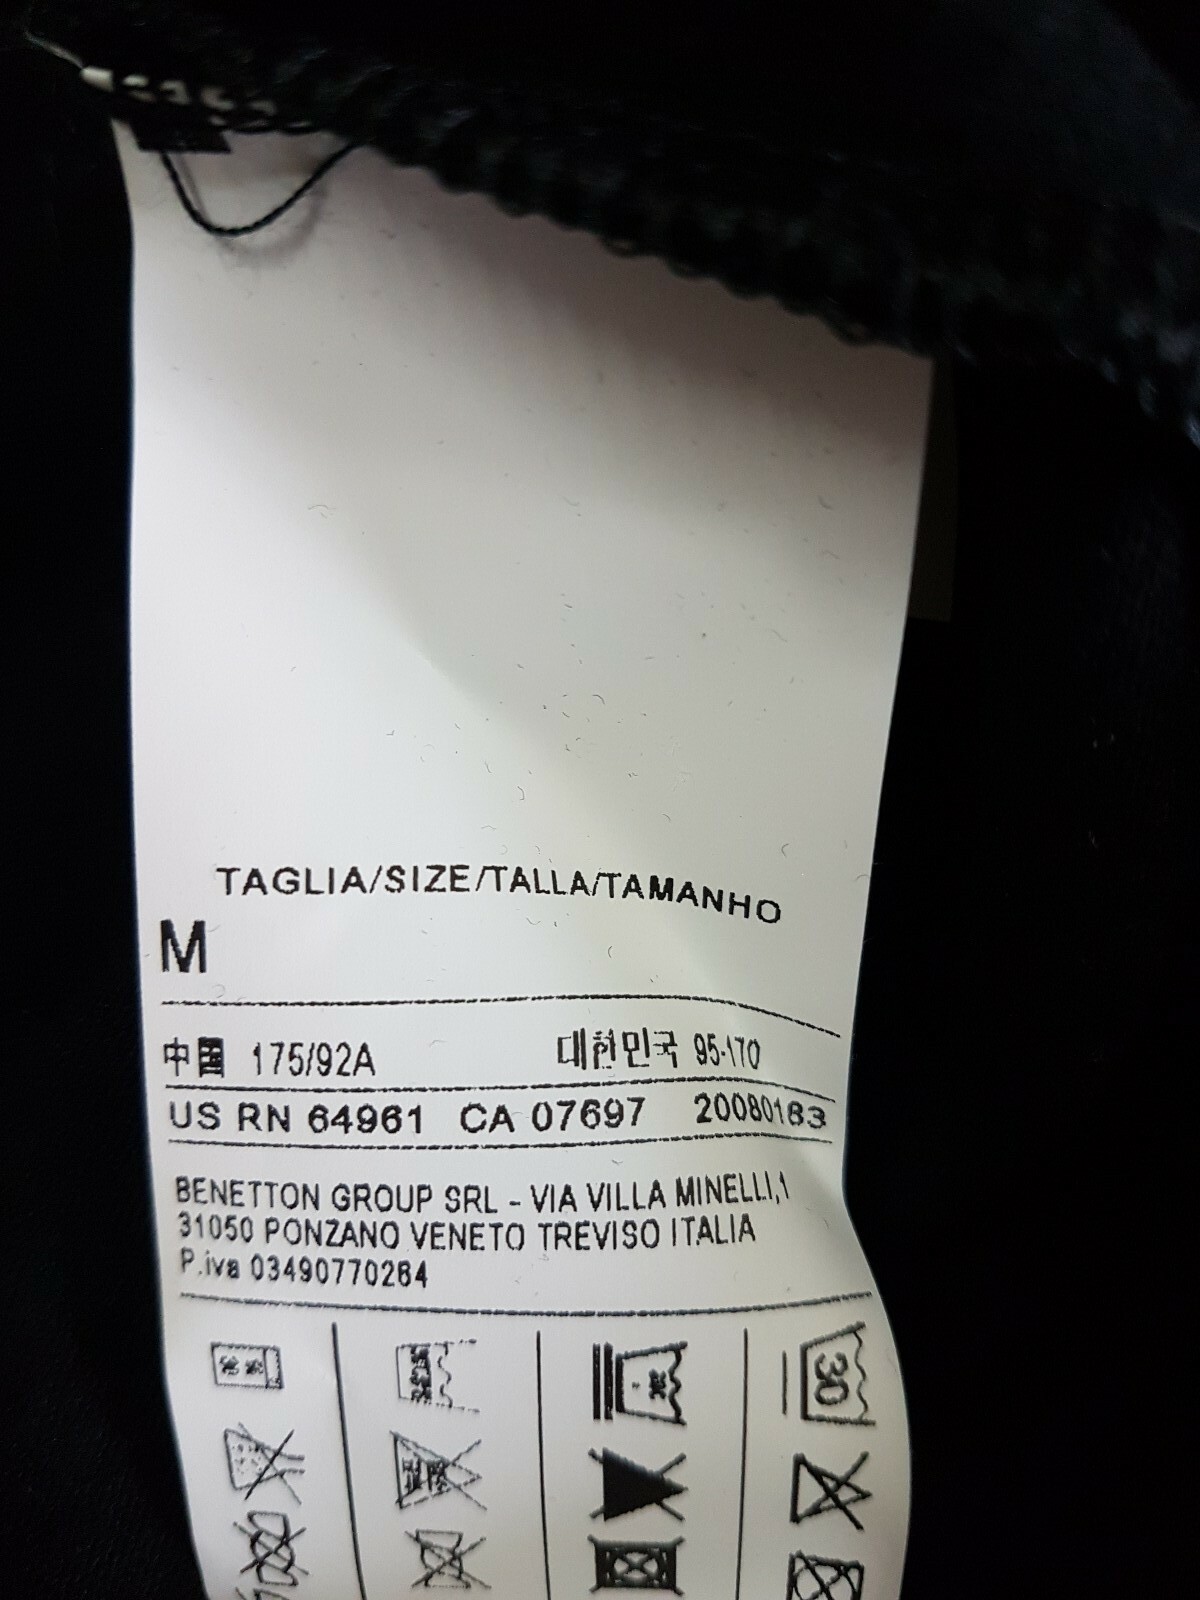 TAGLIA/SIZE/TALLA/TAMANHO
M
中国 175/92A 대한민국 95-170
US RN 64961 CA 07697 20080163
BENETTON GROUP SRL - VIA VILLA MINELLI,1
31050 PONZANO VENETO TREVISO ITALIA
P.iva 03490770264
30